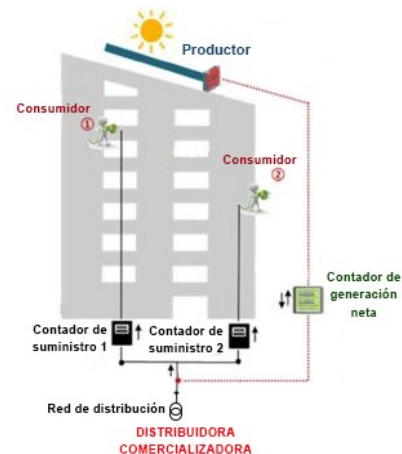 Productor
Consumidor
①
Consumidor
②
Contador de
generación
neta
Contador de
suministro 1
Contador de
suministro 2
Red de distribución
DISTRIBUIDORA
COMERCIALIZADORA